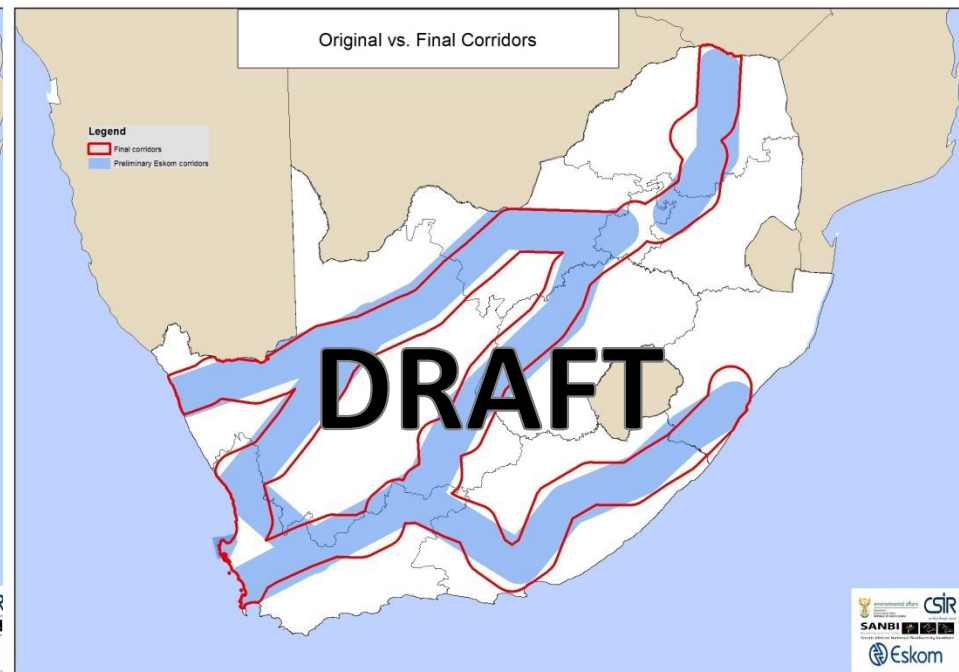 Original vs. Final Corridors
Legend
Final corridors
Preliminary Eskom corridors
DRAFT
environmental affairs
CSIR
SANBI
South African National Biodiversity Institute
Eskom